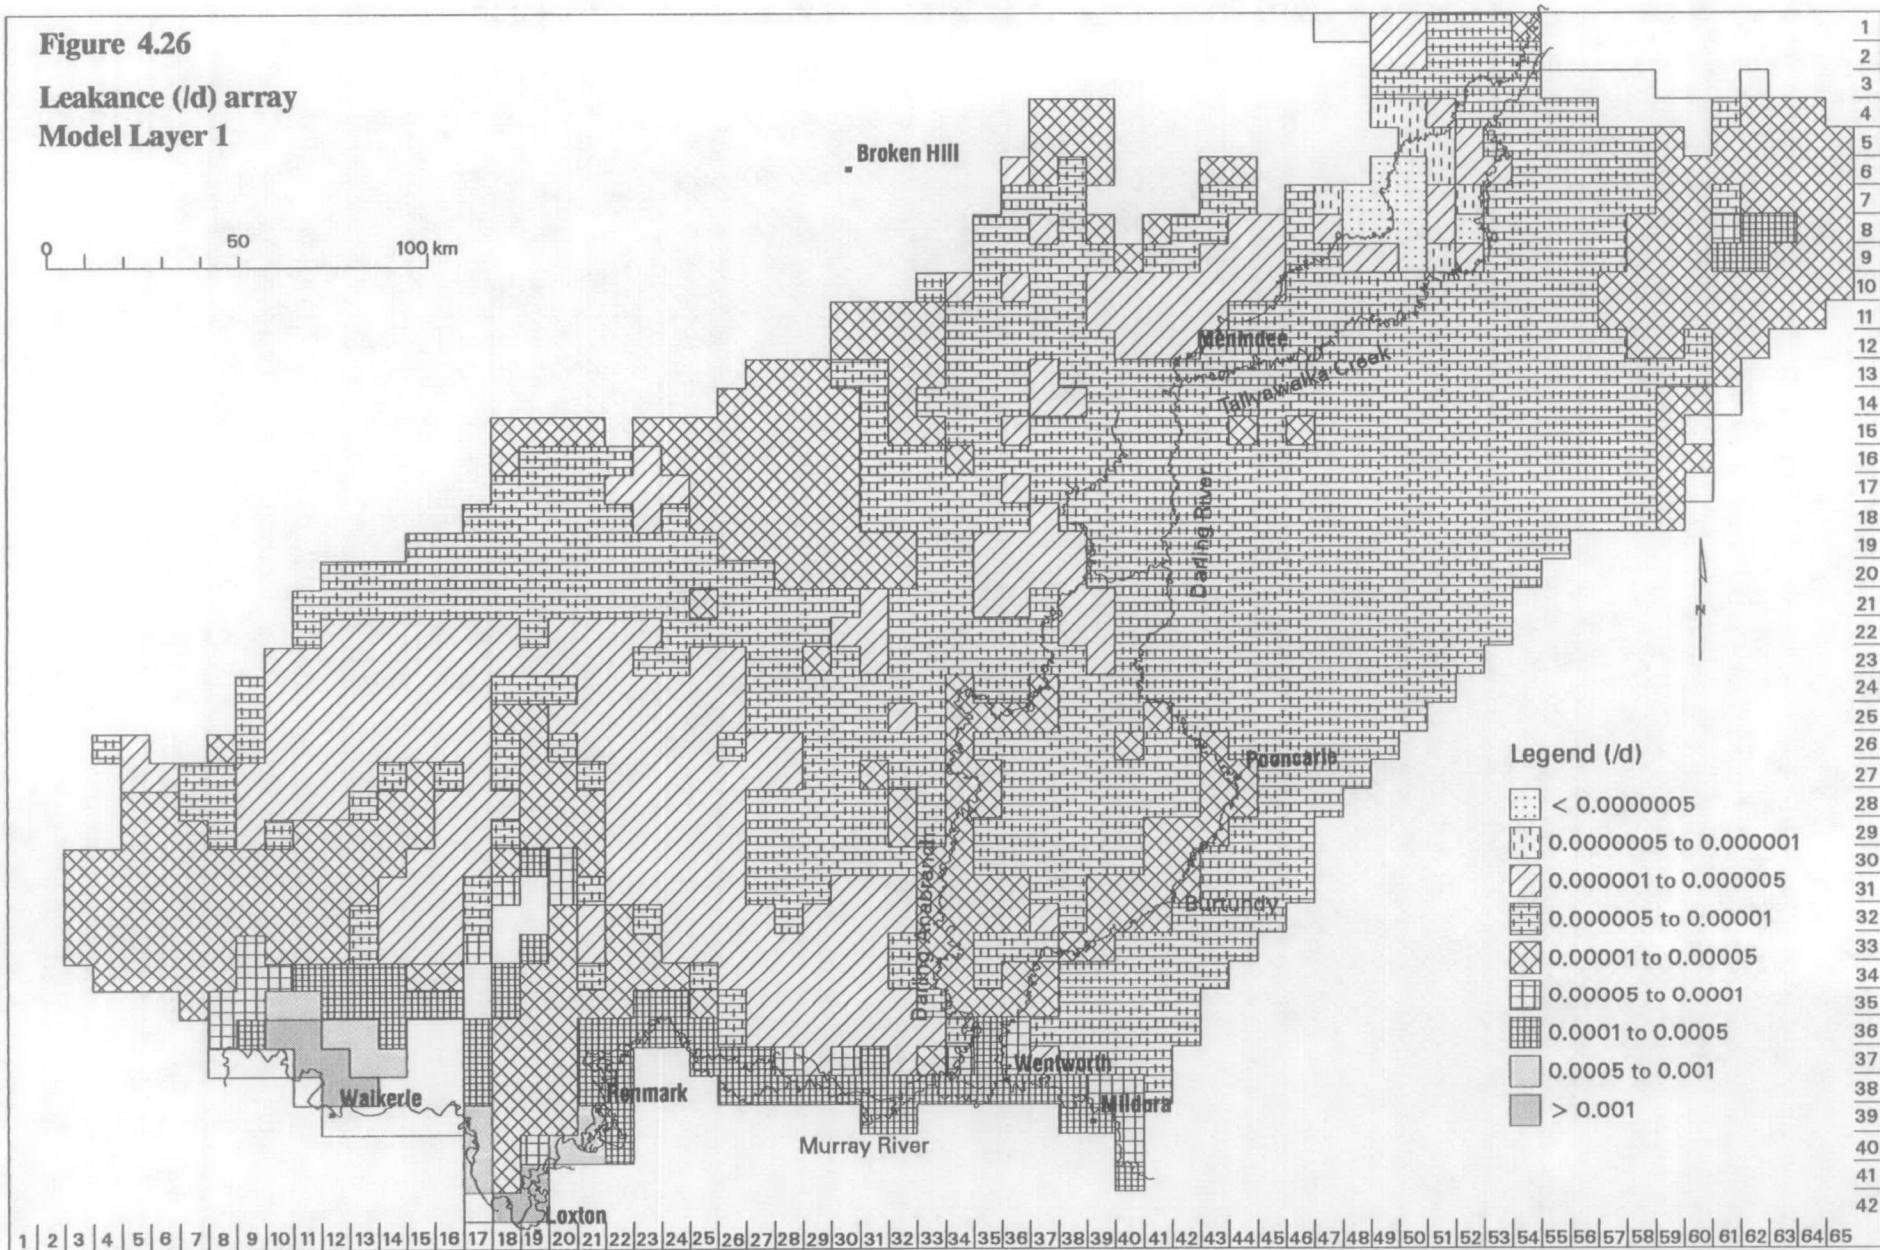 Figure 4.26
Leakance (/d) array
Model Layer 1
Broken Hill
0 50 100 km
Menindee
Tallyawalka Creek
Darling River
Pooncarie
Darling Anabranch
Burtundy
Wentworth
Mildura
Murray River
Renmark
Waikerie
Loxton
N
Legend (/d)
< 0.0000005
0.0000005 to 0.000001
0.000001 to 0.000005
0.000005 to 0.00001
0.00001 to 0.00005
0.00005 to 0.0001
0.0001 to 0.0005
0.0005 to 0.001
> 0.001
1
2
3
4
5
6
7
8
9
10
11
12
13
14
15
16
17
18
19
20
21
22
23
24
25
26
27
28
29
30
31
32
33
34
35
36
37
38
39
40
41
42
1 2 3 4 5 6 7 8 9 10 11 12 13 14 16 17 18 19 20 21 22 23 24 25 26 27 28 29 30 31 32 33 34 35 36 37 38 39 40 41 42 43 44 45 46 47 48 49 50 51 52 53 54 55 56 57 58 59 60 61 62 63 64 65